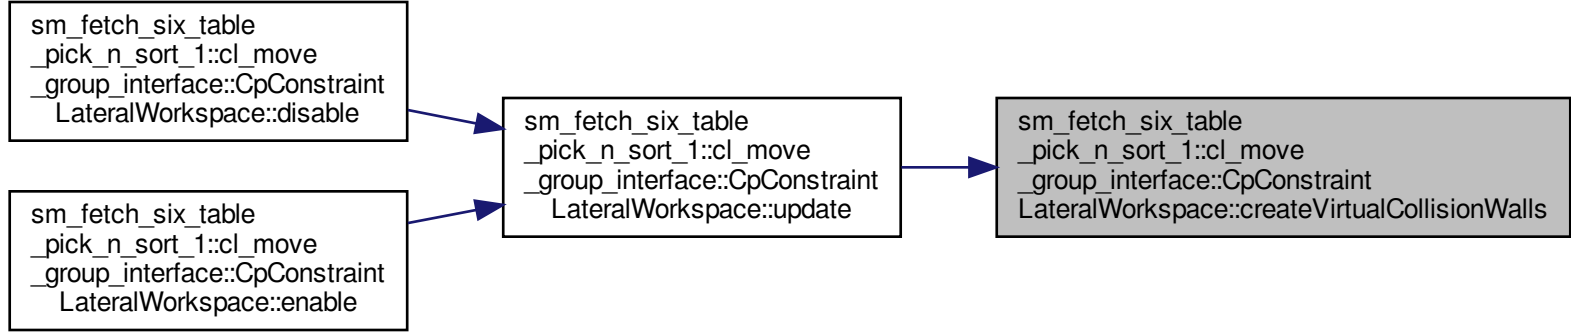 sm_fetch_six_table
_pick_n_sort_1::cl_move
_group_interface::CpConstraint
LateralWorkspace::disable
sm_fetch_six_table
_pick_n_sort_1::cl_move
_group_interface::CpConstraint
LateralWorkspace::enable
sm_fetch_six_table
_pick_n_sort_1::cl_move
_group_interface::CpConstraint
LateralWorkspace::update
sm_fetch_six_table
_pick_n_sort_1::cl_move
_group_interface::CpConstraint
LateralWorkspace::createVirtualCollisionWalls